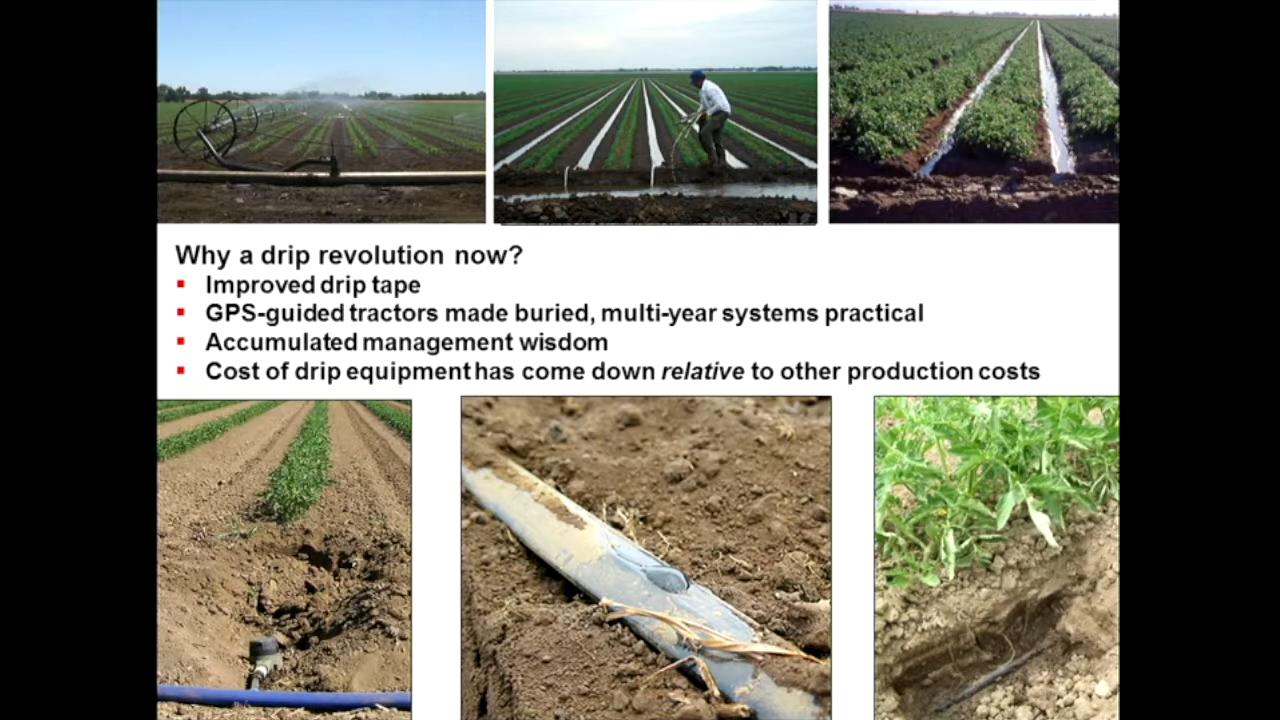 Why a drip revolution now?
▪ Improved drip tape
▪ GPS-guided tractors made buried, multi-year systems practical
▪ Accumulated management wisdom
▪ Cost of drip equipment has come down relative to other production costs